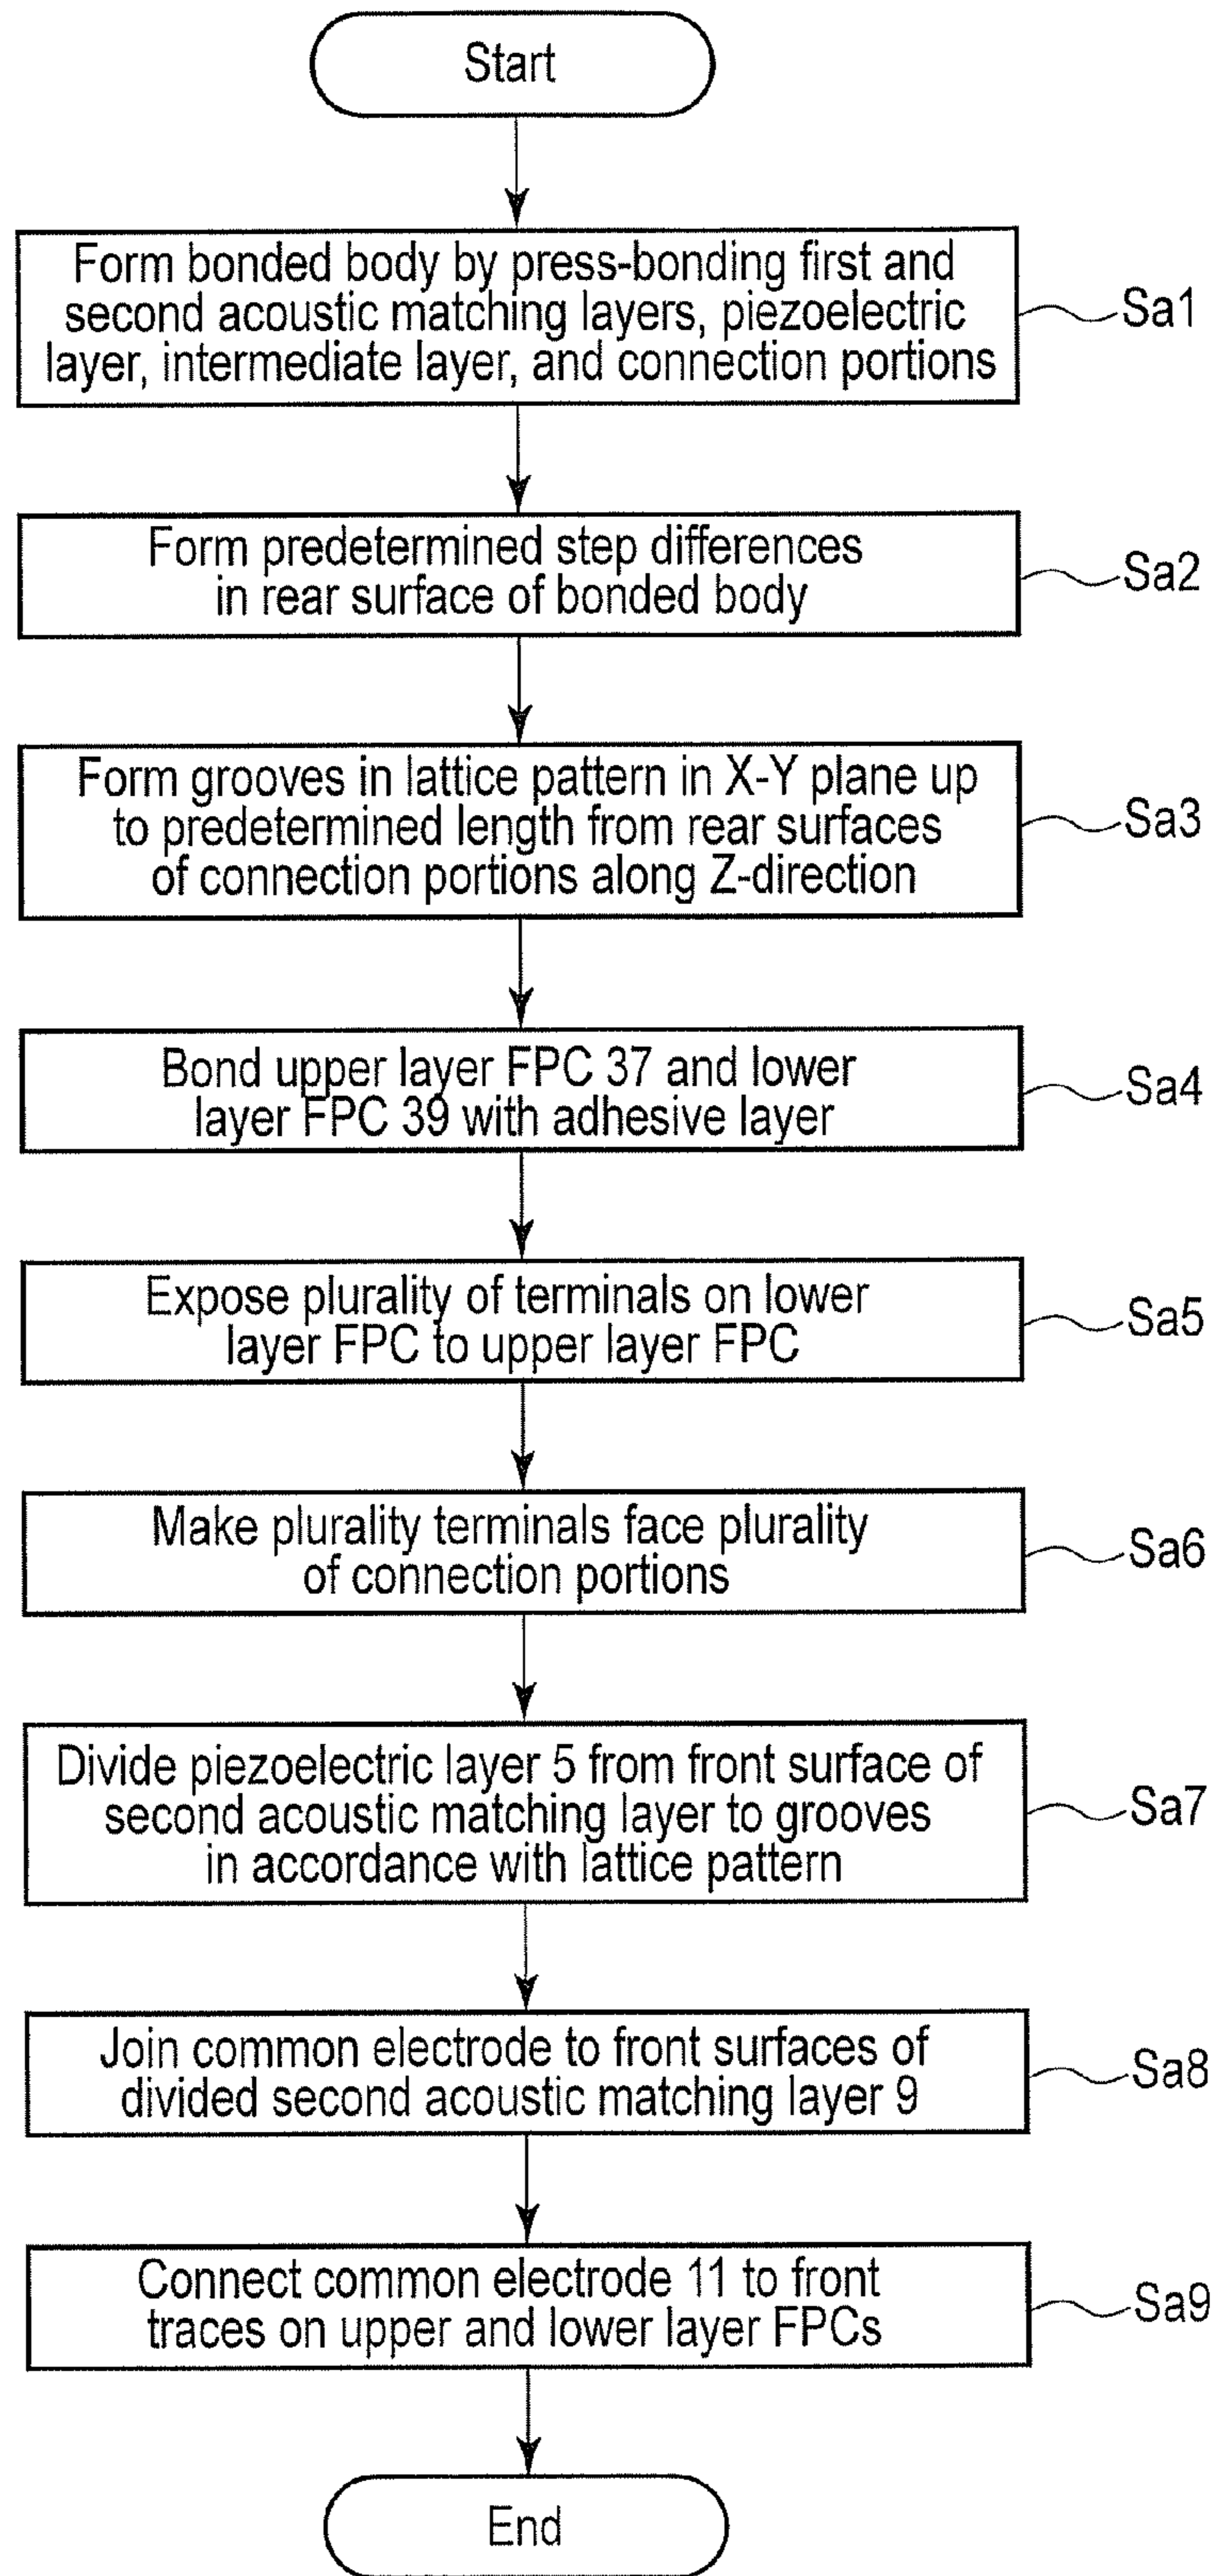 Start
Form bonded body by press-bonding first and
second acoustic matching layers, piezoelectric
layer, intermediate layer, and connection portions
Sa1
Form predetermined step differences
in rear surface of bonded body
Sa2
Form grooves in lattice pattern in X-Y plane up
to predetermined length from rear surfaces
of connection portions along Z-direction
Sa3
Bond upper layer FPC 37 and lower
layer FPC 39 with adhesive layer
Sa4
Expose plurality of terminals on lower
layer FPC to upper layer FPC
Sa5
Make plurality terminals face plurality
of connection portions
Sa6
Divide piezoelectric layer 5 from front surface of
second acoustic matching layer to grooves
in accordance with lattice pattern
Sa7
Join common electrode to front surfaces of
divided second acoustic matching layer 9
Sa8
Connect common electrode 11 to front
traces on upper and lower layer FPCs
Sa9
End